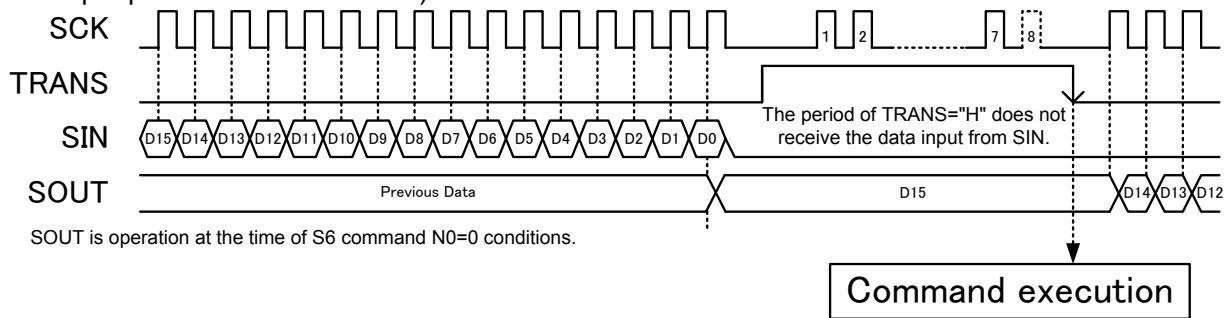 SCK
1 2 7 8
TRANS
The period of TRANS="H" does not
receive the data input from SIN.
SIN
D15 D14 D13 D12 D11 D10 D9 D8 D7 D6 D5 D4 D3 D2 D1 D0
SOUT
Previous Data
D15
D14 D13 D12
SOUT is operation at the time of S6 command N0=0 conditions.
Command execution